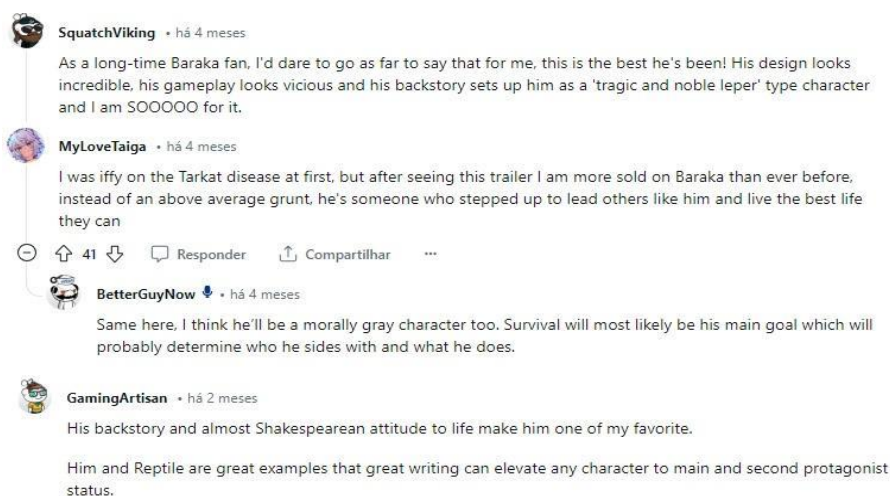 SquatchViking • há 4 meses
As a long-time Baraka fan, I'd dare to go as far to say that for me, this is the best he's been! His design looks
incredible, his gameplay looks vicious and his backstory sets up him as a 'tragic and noble leper' type character
and I am SOOOOO for it.
MyLoveTaiga • há 4 meses
I was iffy on the Tarkat disease at first, but after seeing this trailer I am more sold on Baraka than ever before,
instead of an above average grunt, he's someone who stepped up to lead others like him and live the best life
they can
41 Responder Compartilhar ...
BetterGuyNow • há 4 meses
Same here, I think he'll be a morally gray character too. Survival will most likely be his main goal which will
probably determine who he sides with and what he does.
GamingArtisan • há 2 meses
His backstory and almost Shakespearean attitude to life make him one of my favorite.
Him and Reptile are great examples that great writing can elevate any character to main and second protagonist
status.